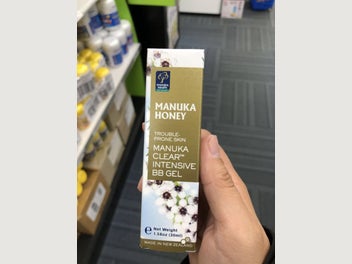 MANUKA
HONEY
TROUBLE-
PRONE SKIN
MANUKA
CLEAR™
INTENSIVE
BB GEL
e Net Weight
MADE IN NEW ZEALAND